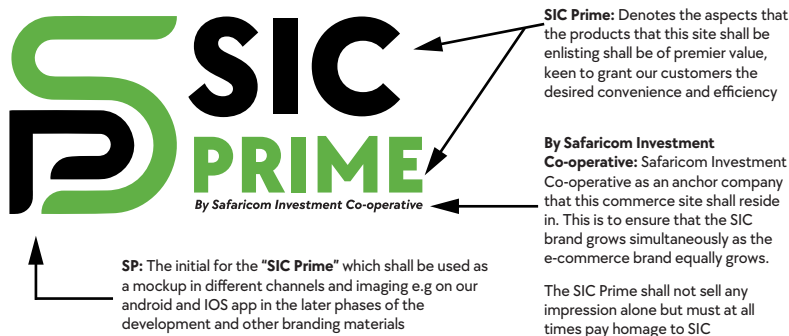 SP
SIC
PRIME
By Safaricom Investment Co-operative
SP: The initial for the "SIC Prime" which shall be used as
a mockup in different channels and imaging e.g on our
android and IOS app in the later phases of the
development and other branding materials
SIC Prime: Denotes the aspects that
the products that this site shall be
enlisting shall be of premier value,
keen to grant our customers the
desired convenience and efficiency
By Safaricom Investment
Co-operative: Safaricom Investment
Co-operative as an anchor company
that this commerce site shall reside
in. This is to ensure that the SIC
brand grows simultaneously as the
e-commerce brand equally grows.
The SIC Prime shall not sell any
impression alone but must at all
times pay homage to SIC